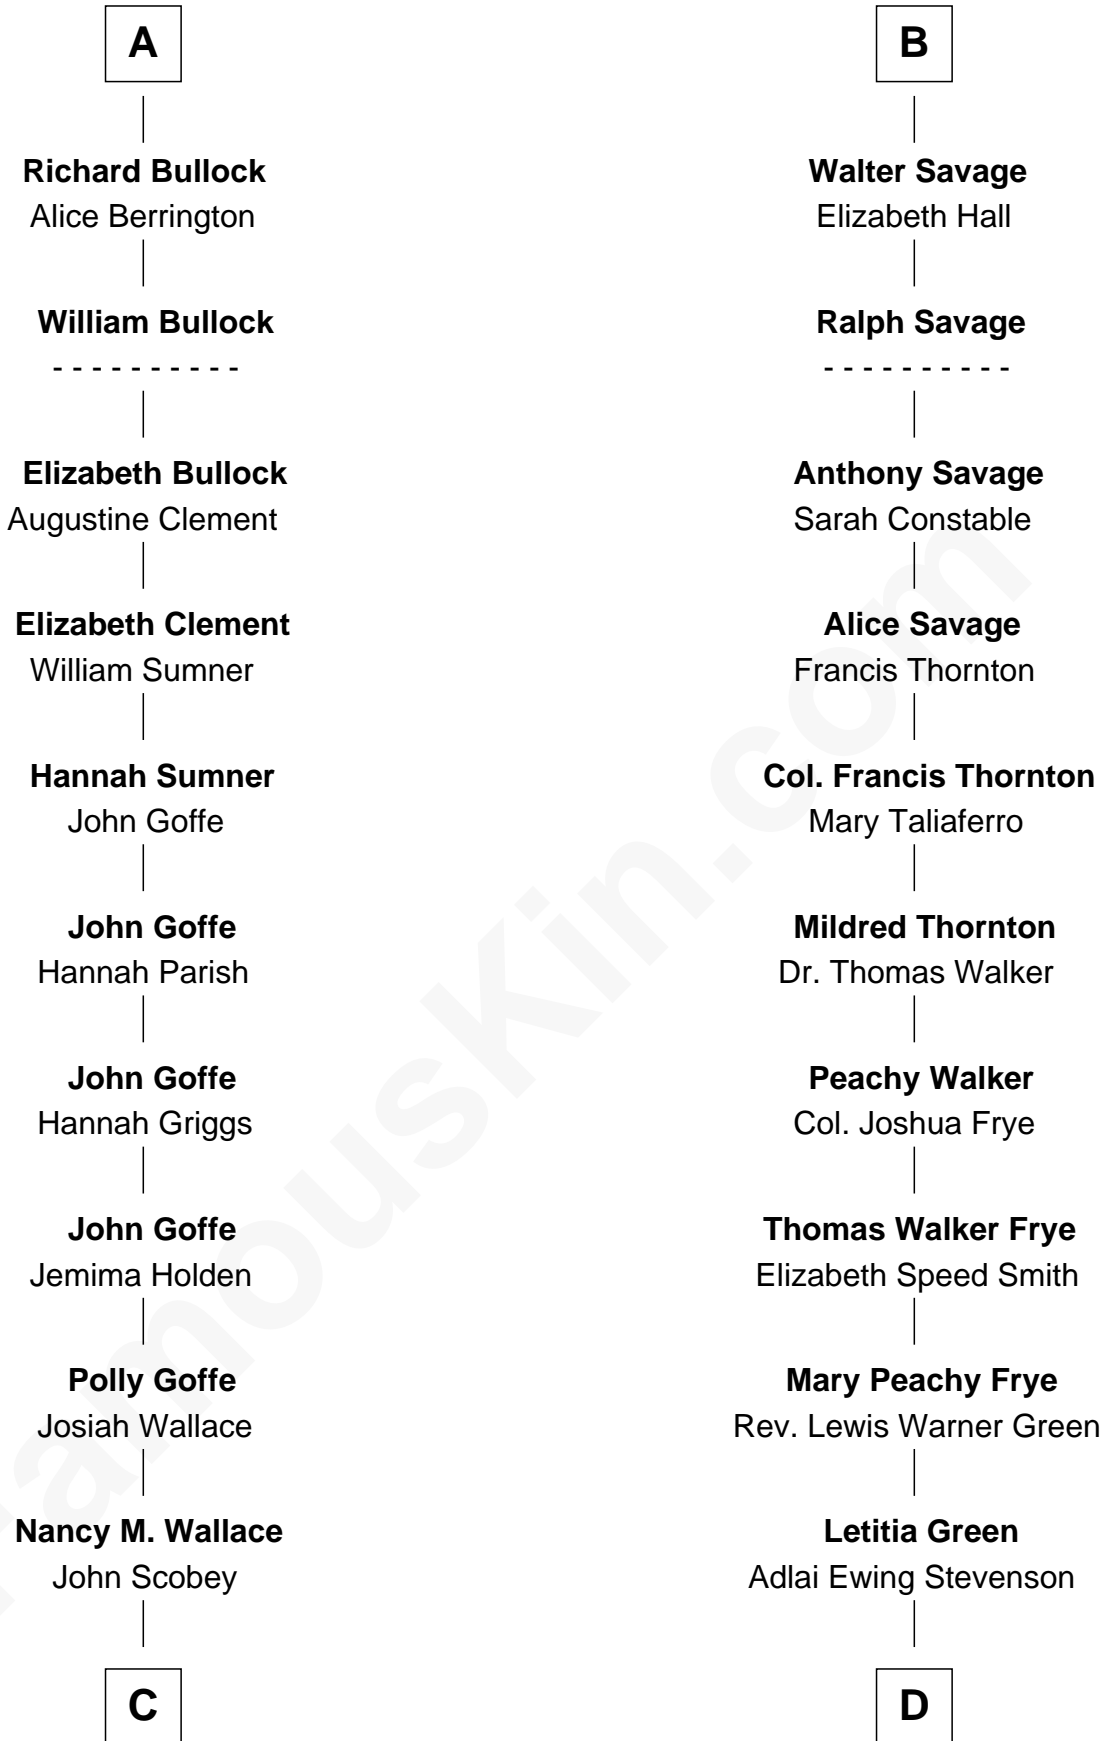 A
Richard Bullock
Alice Berrington
William Bullock
- - - - - - - - - -
Elizabeth Bullock
Augustine Clement
Elizabeth Clement
William Sumner
Hannah Sumner
John Goffe
John Goffe
Hannah Parish
John Goffe
Hannah Griggs
John Goffe
Jemima Holden
Polly Goffe
Josiah Wallace
Nancy M. Wallace
John Scobey
C
B
Walter Savage
Elizabeth Hall
Ralph Savage
- - - - - - - - - -
Anthony Savage
Sarah Constable
Alice Savage
Francis Thornton
Col. Francis Thornton
Mary Taliaferro
Mildred Thornton
Dr. Thomas Walker
Peachy Walker
Col. Joshua Frye
Thomas Walker Frye
Elizabeth Speed Smith
Mary Peachy Frye
Rev. Lewis Warner Green
Letitia Green
Adlai Ewing Stevenson
D
FamousKin.com